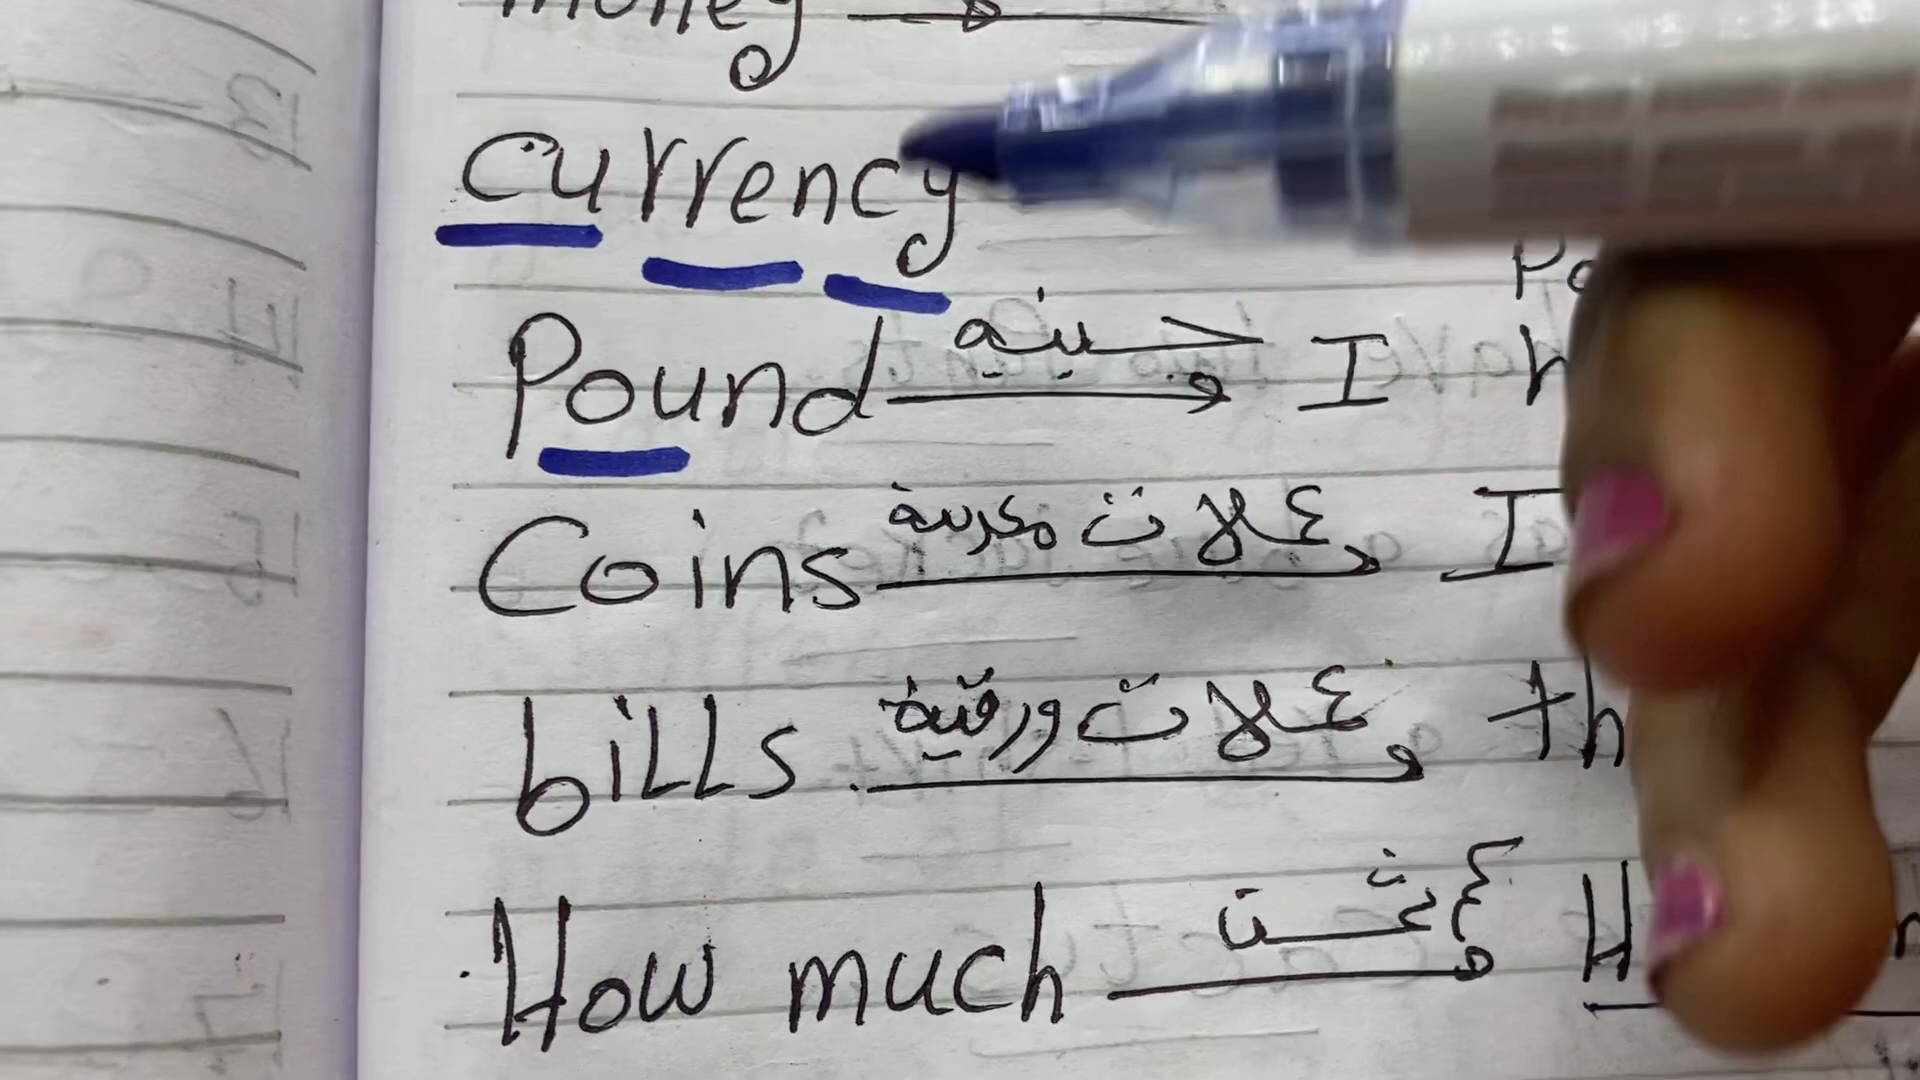 money
currency
Pound جنيه I h
Coins عملات معدنية I
bills عملات ورقية th
How much كم ثمن H